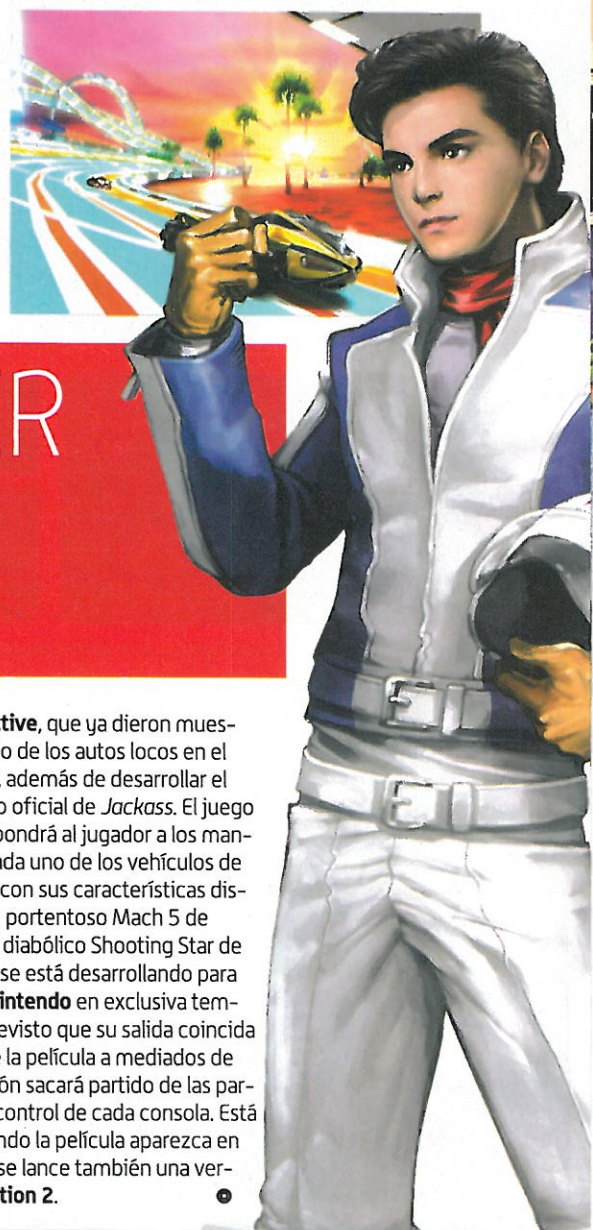 ER
ctive, que ya dieron mues-
o de los autos locos en el
, además de desarrollar el
o oficial de Jackass. El juego
pondrá al jugador a los man-
ada uno de los vehículos de
con sus características dis-
portentoso Mach 5 de
diabólico Shooting Star de
se está desarrollando para
intendo en exclusiva tem-
evisto que su salida coincida
e la película a mediados de
ón sacará partido de las par-
control de cada consola. Está
ndo la película aparezca en
se lance también una ver-
tion 2.